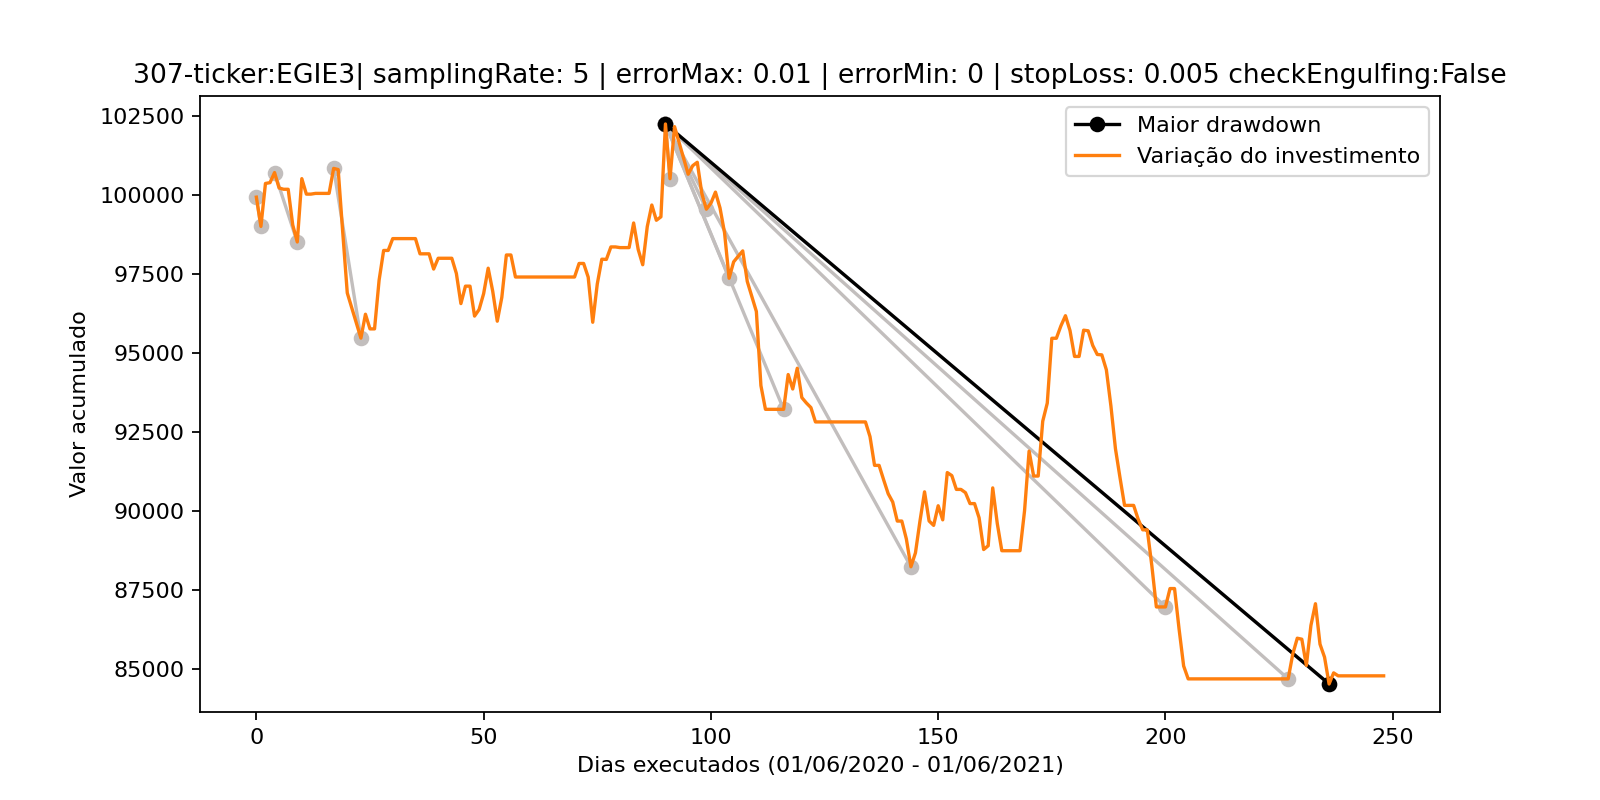 307-ticker:EGIE3| samplingRate: 5 | errorMax: 0.01 | errorMin: 0 | stopLoss: 0.005 checkEngulfing:False
Maior drawdown
Variação do investimento
102500
100000
97500
95000
92500
90000
87500
85000
Valor acumulado
0 50 100 150 200 250
Dias executados (01/06/2020 - 01/06/2021)